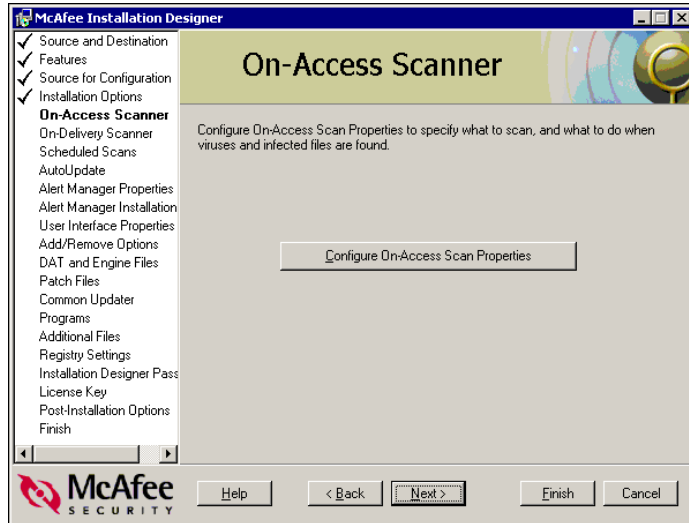 McAfee Installation Designer
Source and Destination
Features
Source for Configuration
Installation Options
On-Access Scanner
On-Delivery Scanner
Scheduled Scans
AutoUpdate
Alert Manager Properties
Alert Manager Installation
User Interface Properties
Add/Remove Options
DAT and Engine Files
Patch Files
Common Updater
Programs
Additional Files
Registry Settings
Installation Designer Pass
License Key
Post-Installation Options
Finish
On-Access Scanner
Configure On-Access Scan Properties to specify what to scan, and what to do when
viruses and infected files are found.
Configure On-Access Scan Properties
McAfee
SECURITY
Help
< Back
Next >
Finish
Cancel